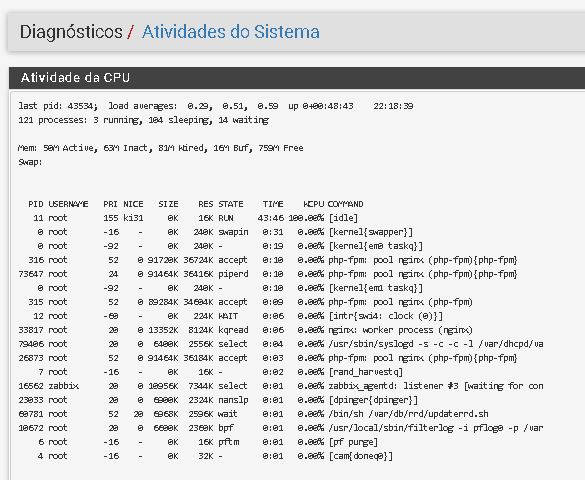 Diagnósticos / Atividades do Sistema
Atividade da CPU
last pid: 43534;  load averages:  0.29,  0.51,  0.59  up 0+00:48:43    22:18:39
121 processes: 3 running, 104 sleeping, 14 waiting
Mem: 50M Active, 63M Inact, 81M Wired, 16M Buf, 759M Free
Swap:
PID USERNAME   PRI NICE   SIZE    RES STATE    TIME    WCPU COMMAND
11 root       155 ki31     0K    16K RUN     43:46 100.00% [idle]
0 root       -16    -     0K   240K swapin   0:31   0.00% [kernel{swapper}]
0 root       -92    -     0K   240K -        0:19   0.00% [kernel{em0 taskq}]
316 root        52    0 91720K 36724K accept   0:10   0.00% php-fpm: pool nginx (php-fpm){php-fpm}
73647 root        24    0 91464K 36416K piperd   0:10   0.00% php-fpm: pool nginx (php-fpm){php-fpm}
0 root       -92    -     0K   240K -        0:10   0.00% [kernel{em1 taskq}]
315 root        52    0 89284K 34604K accept   0:09   0.00% php-fpm: pool nginx (php-fpm)
12 root       -60    -     0K   224K WAIT     0:06   0.00% [intr{swi4: clock (0)}]
33817 root        20    0 13352K  8124K kqread   0:06   0.00% nginx: worker process (nginx)
79406 root        20    0  6400K  2556K select   0:04   0.00% /usr/sbin/syslogd -s -c -c -l /var/dhcpd/va
26873 root        52    0 91464K 36184K accept   0:03   0.00% php-fpm: pool nginx (php-fpm){php-fpm}
7 root       -16    -     0K    16K -        0:02   0.00% [rand_harvestq]
16562 zabbix      20    0 10956K  7344K select   0:01   0.00% zabbix_agentd: listener #3 [waiting for con
23033 root        20    0  6900K  2324K nanslp   0:01   0.00% [dpinger{dpinger}]
60781 root        52   20  6968K  2596K wait     0:01   0.00% /bin/sh /var/db/rrd/updaterrd.sh
10672 root        20    0  6600K  2360K bpf      0:01   0.00% /usr/local/sbin/filterlog -i pflog0 -p /var
6 root       -16    -     0K    16K pftm     0:01   0.00% [pf purge]
4 root       -16    -     0K    32K -        0:01   0.00% [cam{doneq0}]